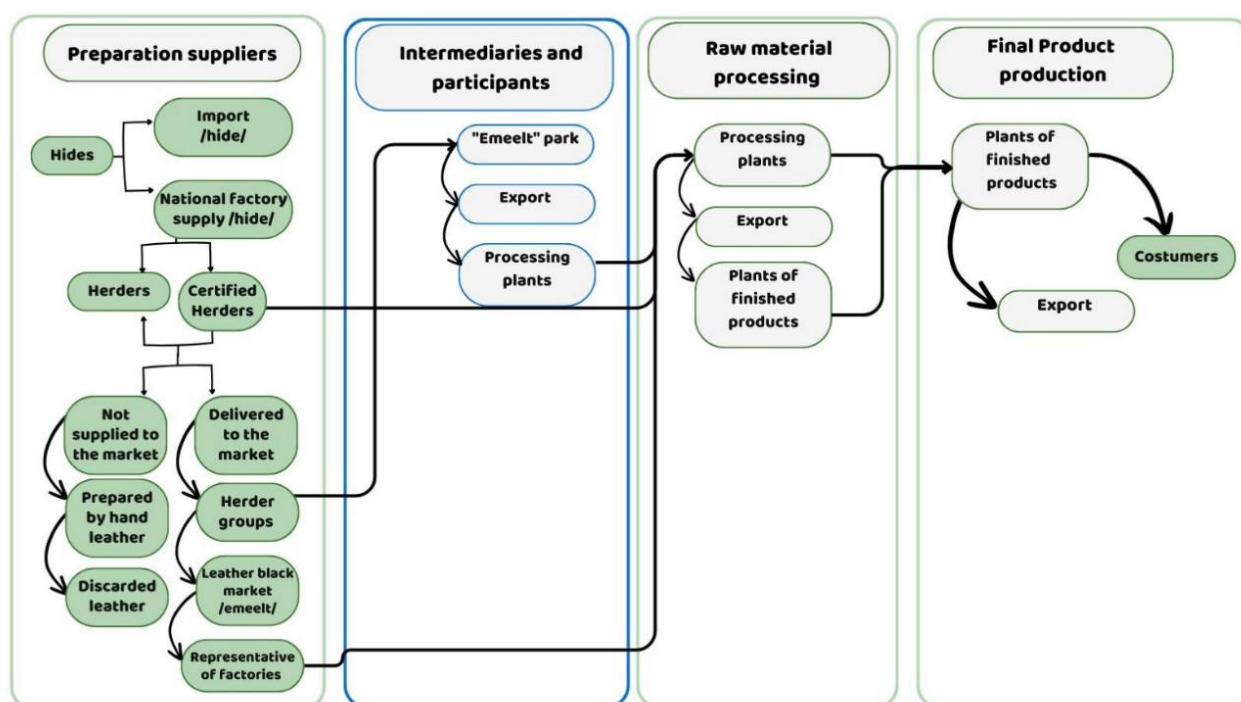 Preparation suppliers
Import
/hide/
Hides
National factory
supply /hide/
Herders
Certified
Herders
Not
supplied to
the market
Delivered
to the
market
Prepared
by hand
leather
Herder
groups
Discarded
leather
Leather black
market
/emeelt/
Representative
of factories
Intermediaries and
participants
"Emeelt" park
Export
Processing
plants
Raw material
processing
Processing
plants
Export
Plants of
finished
products
Final Product
production
Plants of
finished
products
Costumers
Export